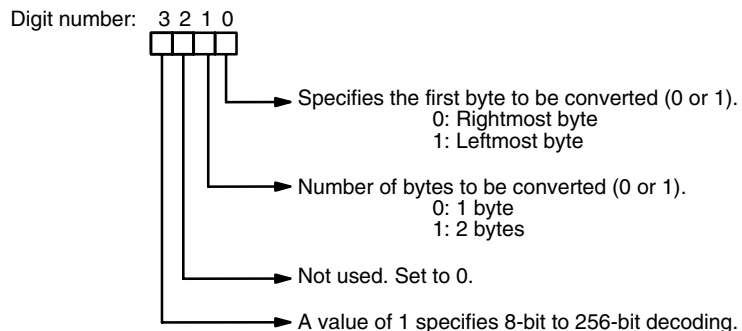 Digit number: 3 2 1 0
Specifies the first byte to be converted (0 or 1).
0: Rightmost byte
1: Leftmost byte
Number of bytes to be converted (0 or 1).
0: 1 byte
1: 2 bytes
Not used. Set to 0.
A value of 1 specifies 8-bit to 256-bit decoding.